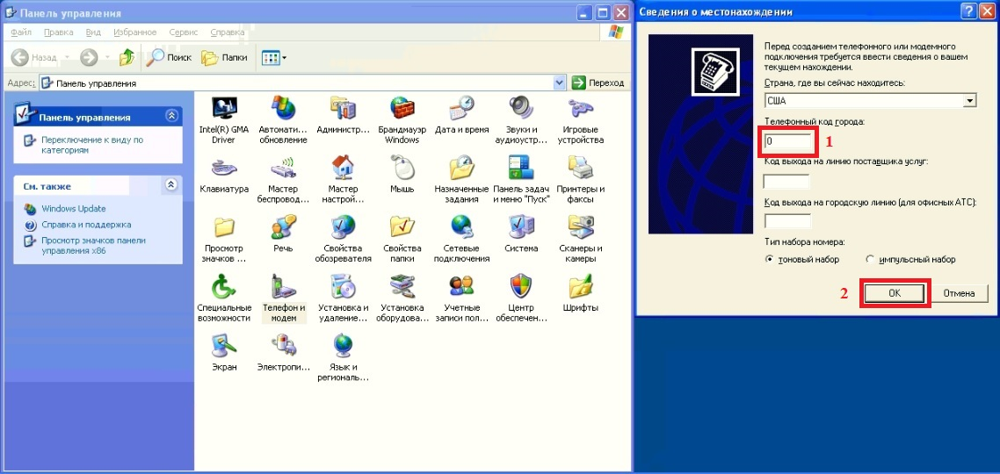 Панель управления
Файл Правка Вид Избранное Сервис Справка
Назад Поиск Папки
Адрес: Панель управления Переход
Панель управления
Переключение к виду по
категориям
См. также
Windows Update
Справка и поддержка
Просмотр значков панели
управления x86
Intel(R) GMA
Driver
Автомати...
обновление
Администр...
Брандмауэр
Windows
Дата и время
Звуки и
аудиоустр...
Игровые
устройства
Клавиатура
Мастер
беспровод...
Мастер
настрой...
Мышь
Назначенные
задания
Панель задач
и меню "Пуск"
Принтеры и
факсы
Просмотр
значков ...
Речь
Свойства
обозревателя
Свойства
папки
Сетевые
подключения
Система
Сканеры и
камеры
Специальные
возможности
Телефон и
модем
Установка и
удаление...
Установка
оборудова...
Учетные
записи пол...
Центр
обеспечен...
Шрифты
Экран
Электропи...
Язык и
региональ...
Сведения о местонахождении
Перед созданием телефонного или модемного
подключения требуется ввести сведения о вашем
текущем нахождении.
Страна, где вы сейчас находитесь:
США
Телефонный код города:
0 1
Код выхода на линию поставщика услуг:
Код выхода на городскую линию (для офисных АТС):
Тип набора номера:
тоновый набор импульсный набор
2 ОК Отмена